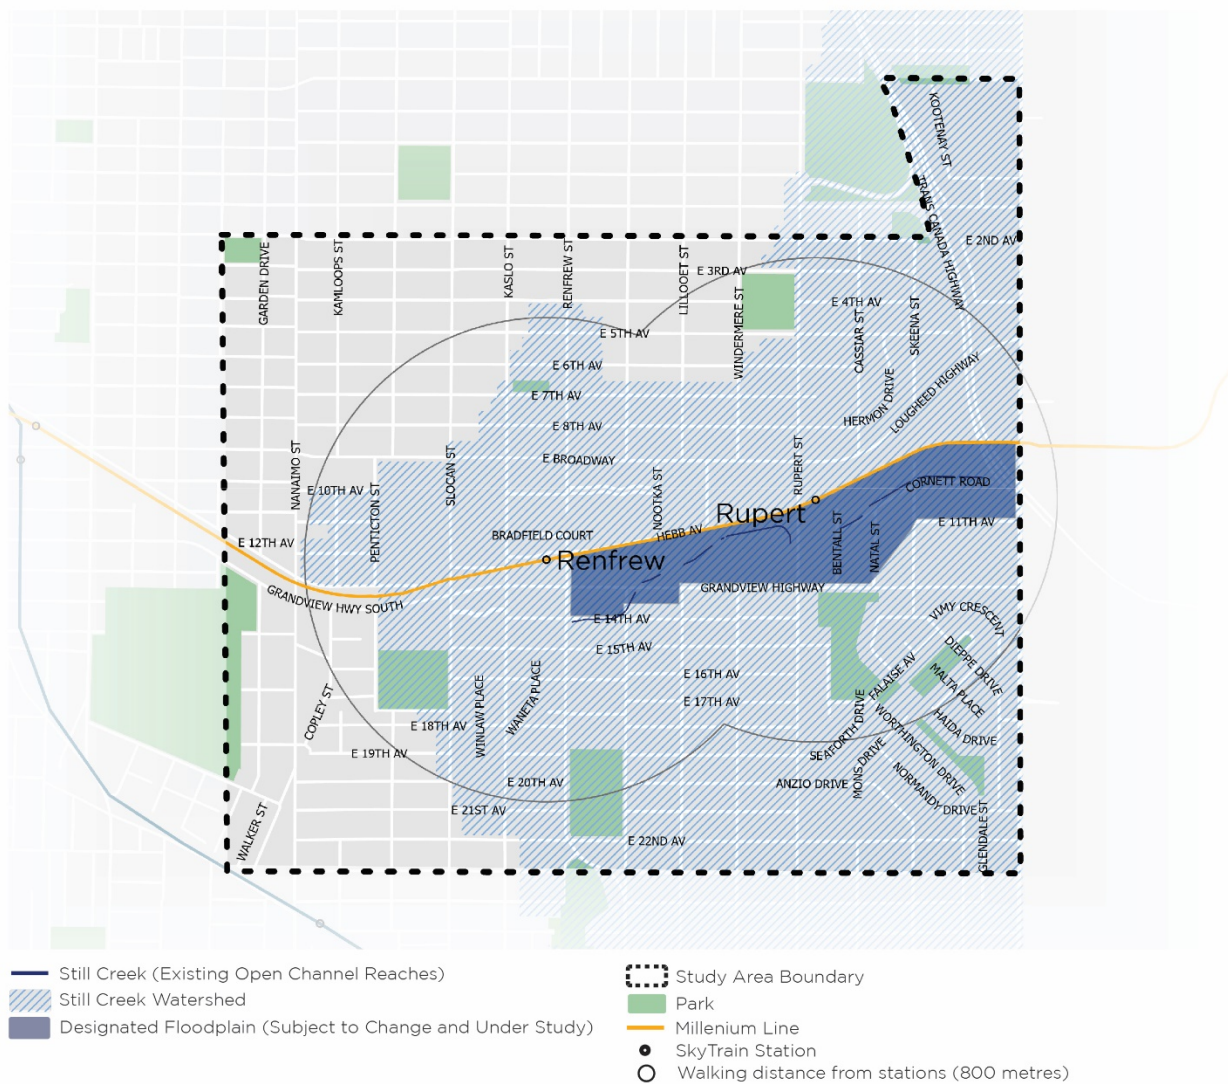 KOOTENAY ST
TRANS CANADA HIGHWAY
E 2ND AV
GARDEN DRIVE
KAMLOOPS ST
KASLO ST
RENFREW ST
LILLOOET ST
E 3RD AV
WINDERMERE ST
E 4TH AV
CASSIAR ST
SKEENA ST
E 5TH AV
E 6TH AV
E 7TH AV
HERMON DRIVE
LOUGHEED HIGHWAY
E 8TH AV
NANAIMO ST
SLOCAN ST
E BROADWAY
RUPERT ST
E 10TH AV
PENTICTON ST
NOOTKA ST
CORNETT ROAD
Rupert
E 11TH AV
E 12TH AV
BRADFIELD COURT
HEBB AV
BENTALL ST
NATAL ST
Renfrew
GRANDVIEW HWY SOUTH
GRANDVIEW HIGHWAY
E 14TH AV
VIMY CRESCENT
E 15TH AV
DIEPPE DRIVE
E 16TH AV
FALAISE AV
MALTA PLACE
COPLEY ST
WINLAW PLACE
WANETA PLACE
E 17TH AV
E 18TH AV
SEAFORTH DRIVE
WORTHINGTON DRIVE
HAIDA DRIVE
E 19TH AV
E 20TH AV
ANZIO DRIVE
MONS DRIVE
NORMANDY DRIVE
E 21ST AV
WALKER ST
E 22ND AV
GLENDALE ST
Still Creek (Existing Open Channel Reaches)
Still Creek Watershed
Designated Floodplain (Subject to Change and Under Study)
Study Area Boundary
Park
Millenium Line
SkyTrain Station
Walking distance from stations (800 metres)